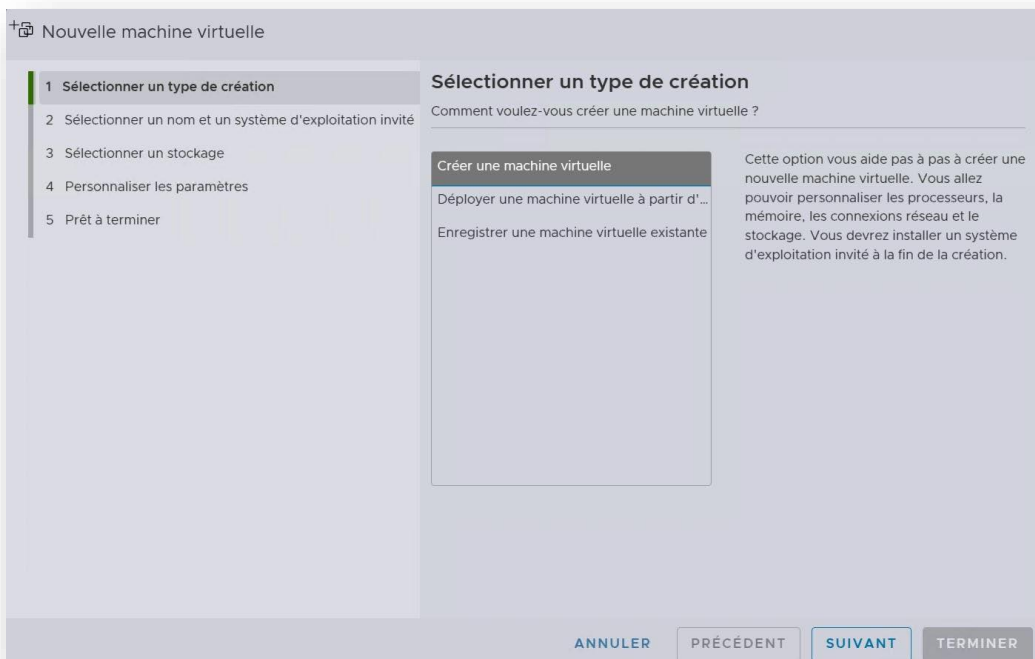 Nouvelle machine virtuelle
1 Sélectionner un type de création
2 Sélectionner un nom et un système d'exploitation invité
3 Sélectionner un stockage
4 Personnaliser les paramètres
5 Prêt à terminer
Sélectionner un type de création
Comment voulez-vous créer une machine virtuelle ?
Créer une machine virtuelle
Déployer une machine virtuelle à partir d'...
Enregistrer une machine virtuelle existante
Cette option vous aide pas à pas à créer une
nouvelle machine virtuelle. Vous allez
pouvoir personnaliser les processeurs, la
mémoire, les connexions réseau et le
stockage. Vous devrez installer un système
d'exploitation invité à la fin de la création.
ANNULER PRÉCÉDENT SUIVANT TERMINER